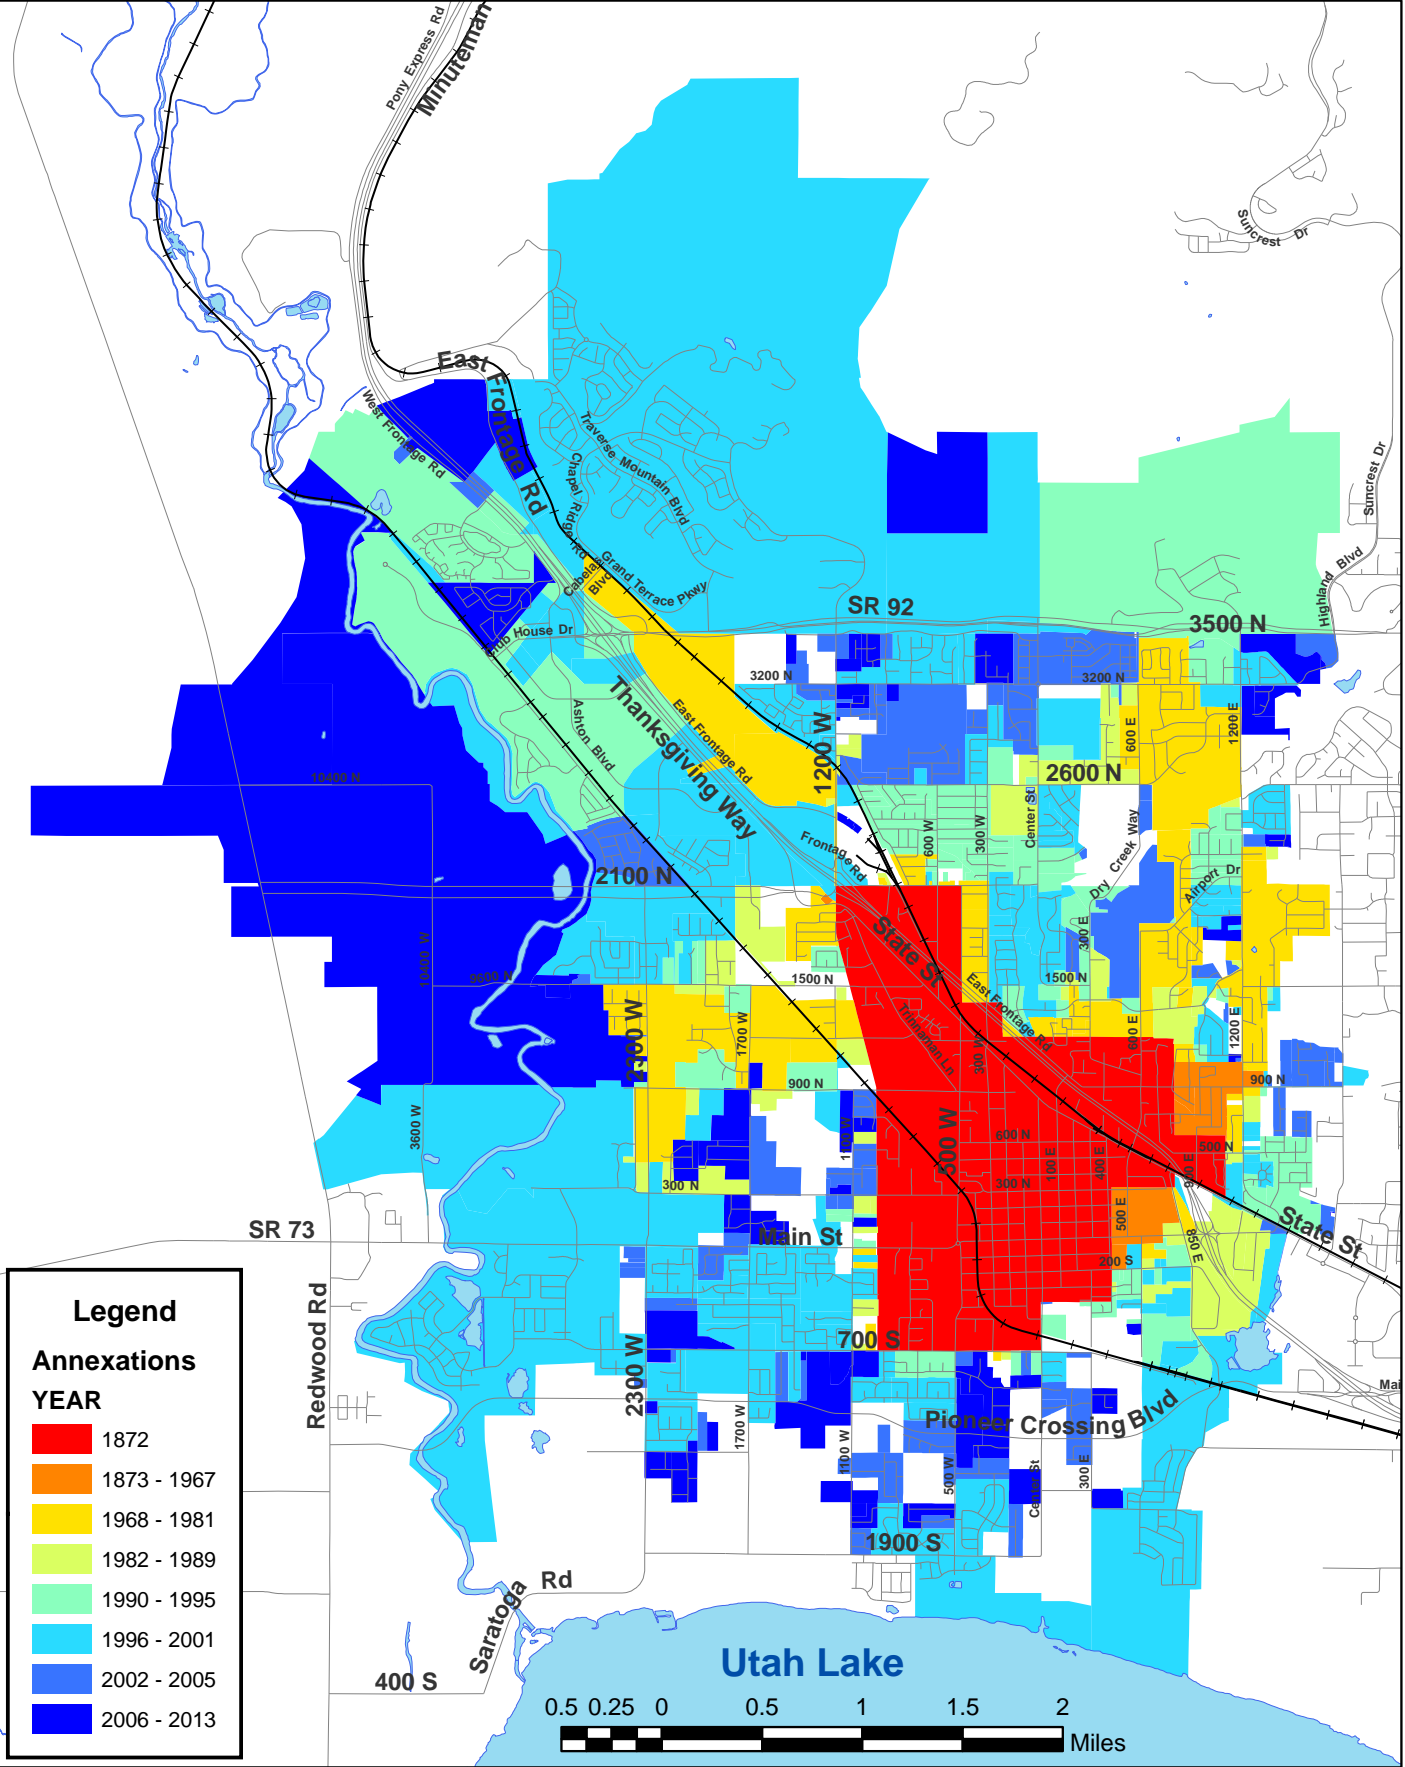 Pony Express Rd
Minuteman
Suncrest Dr
East Frontage Rd
West Frontage Rd
Traverse Mountain Blvd
Chapel Ridge Rd
Suncrest Dr
Cabela's Blvd
Grand Terrace Pkwy
Highland Blvd
SR 92
3500 N
Club House Dr
3200 N
3200 N
Thanksgiving Way
East Frontage Rd
Ashton Blvd
1200 W
600 E
1200 E
10400 N
2600 N
Center St
600 W
300 W
Frontage Rd
Dry Creek Way
Airport Dr
2100 N
State St
300 E
10400 W
9600 N
1500 N
1500 N
East Frontage Rd
2300 W
1700 W
Trinnaman Ln
300 W
600 E
1200 E
900 N
900 N
3600 W
1100 W
500 W
600 N
100 E
400 E
500 N
900 E
300 N
300 N
500 E
SR 73
Main St
850 E
State St
200 S
Redwood Rd
700 S
2300 W
Mai
1700 W
Pioneer Crossing Blvd
1100 W
500 W
Center St
300 E
1900 S
Saratoga Rd
400 S
Utah Lake
Legend
Annexations
YEAR
1872
1873 - 1967
1968 - 1981
1982 - 1989
1990 - 1995
1996 - 2001
2002 - 2005
2006 - 2013
0.5 0.25 0 0.5 1 1.5 2
Miles